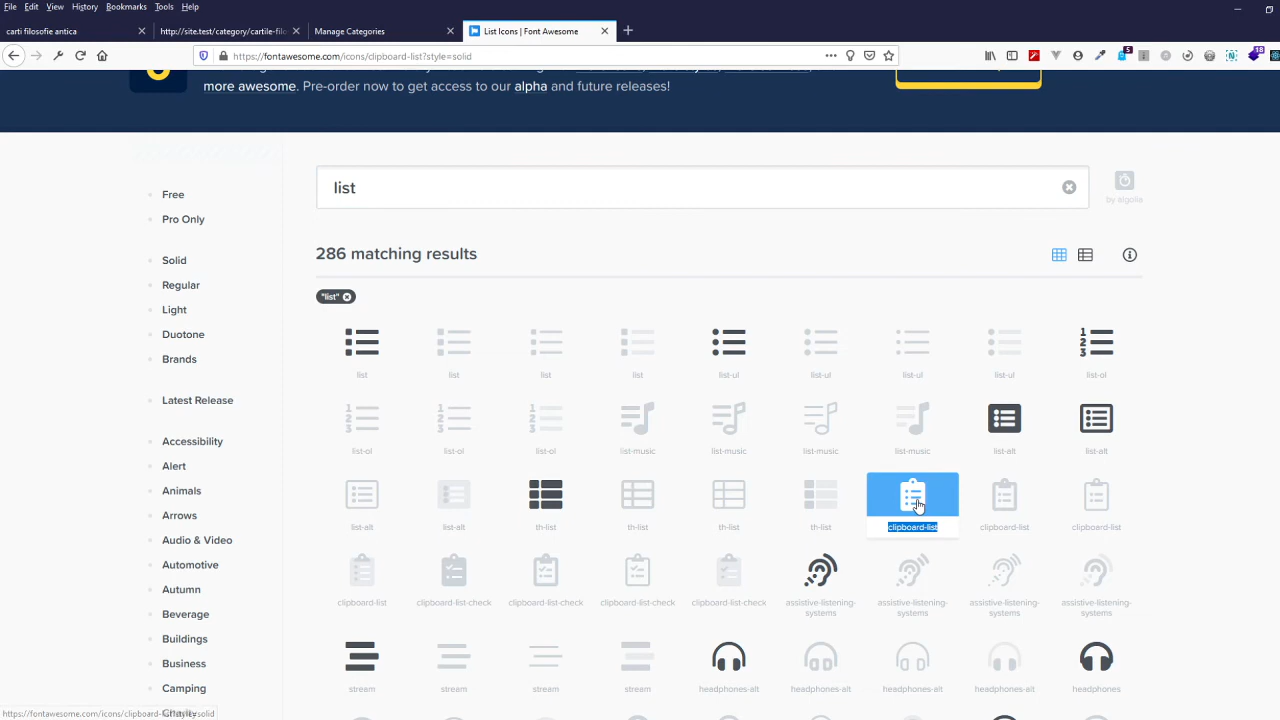 File Edit View History Bookmarks Tools Help
carti filosofie antica
http://site.test/category/cartile-filo
Manage Categories
List Icons | Font Awesome
https://fontawesome.com/icons/clipboard-list?style=solid
5
18
more awesome. Pre-order now to get access to our alpha and future releases!
list
by algolia
286 matching results
"list"
Free
Pro Only
Solid
Regular
Light
Duotone
Brands
Latest Release
Accessibility
Alert
Animals
Arrows
Audio & Video
Automotive
Autumn
Beverage
Buildings
Business
Camping
list list list list list-ul list-ul list-ul list-ul list-ol
list-ol list-ol list-ol list-music list-music list-music list-music list-alt list-alt
list-alt list-alt th-list th-list th-list th-list clipboard-list clipboard-list clipboard-list
clipboard-list clipboard-list-check clipboard-list-check clipboard-list-check clipboard-list-check assistive-listening-systems assistive-listening-systems assistive-listening-systems assistive-listening-systems
stream stream stream stream headphones-alt headphones-alt headphones-alt headphones-alt headphones
https://fontawesome.com/icons/clipboard-list?style=solid